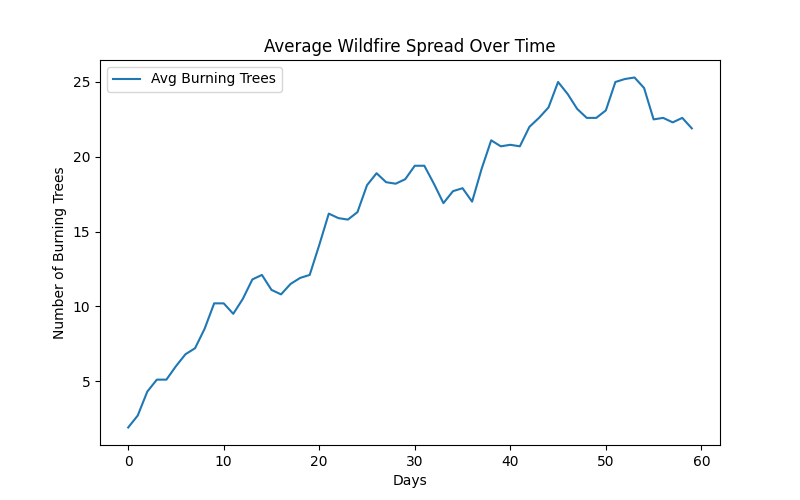 Average Wildfire Spread Over Time
Avg Burning Trees
Number of Burning Trees
25
20
15
10
5
0 10 20 30 40 50 60
Days